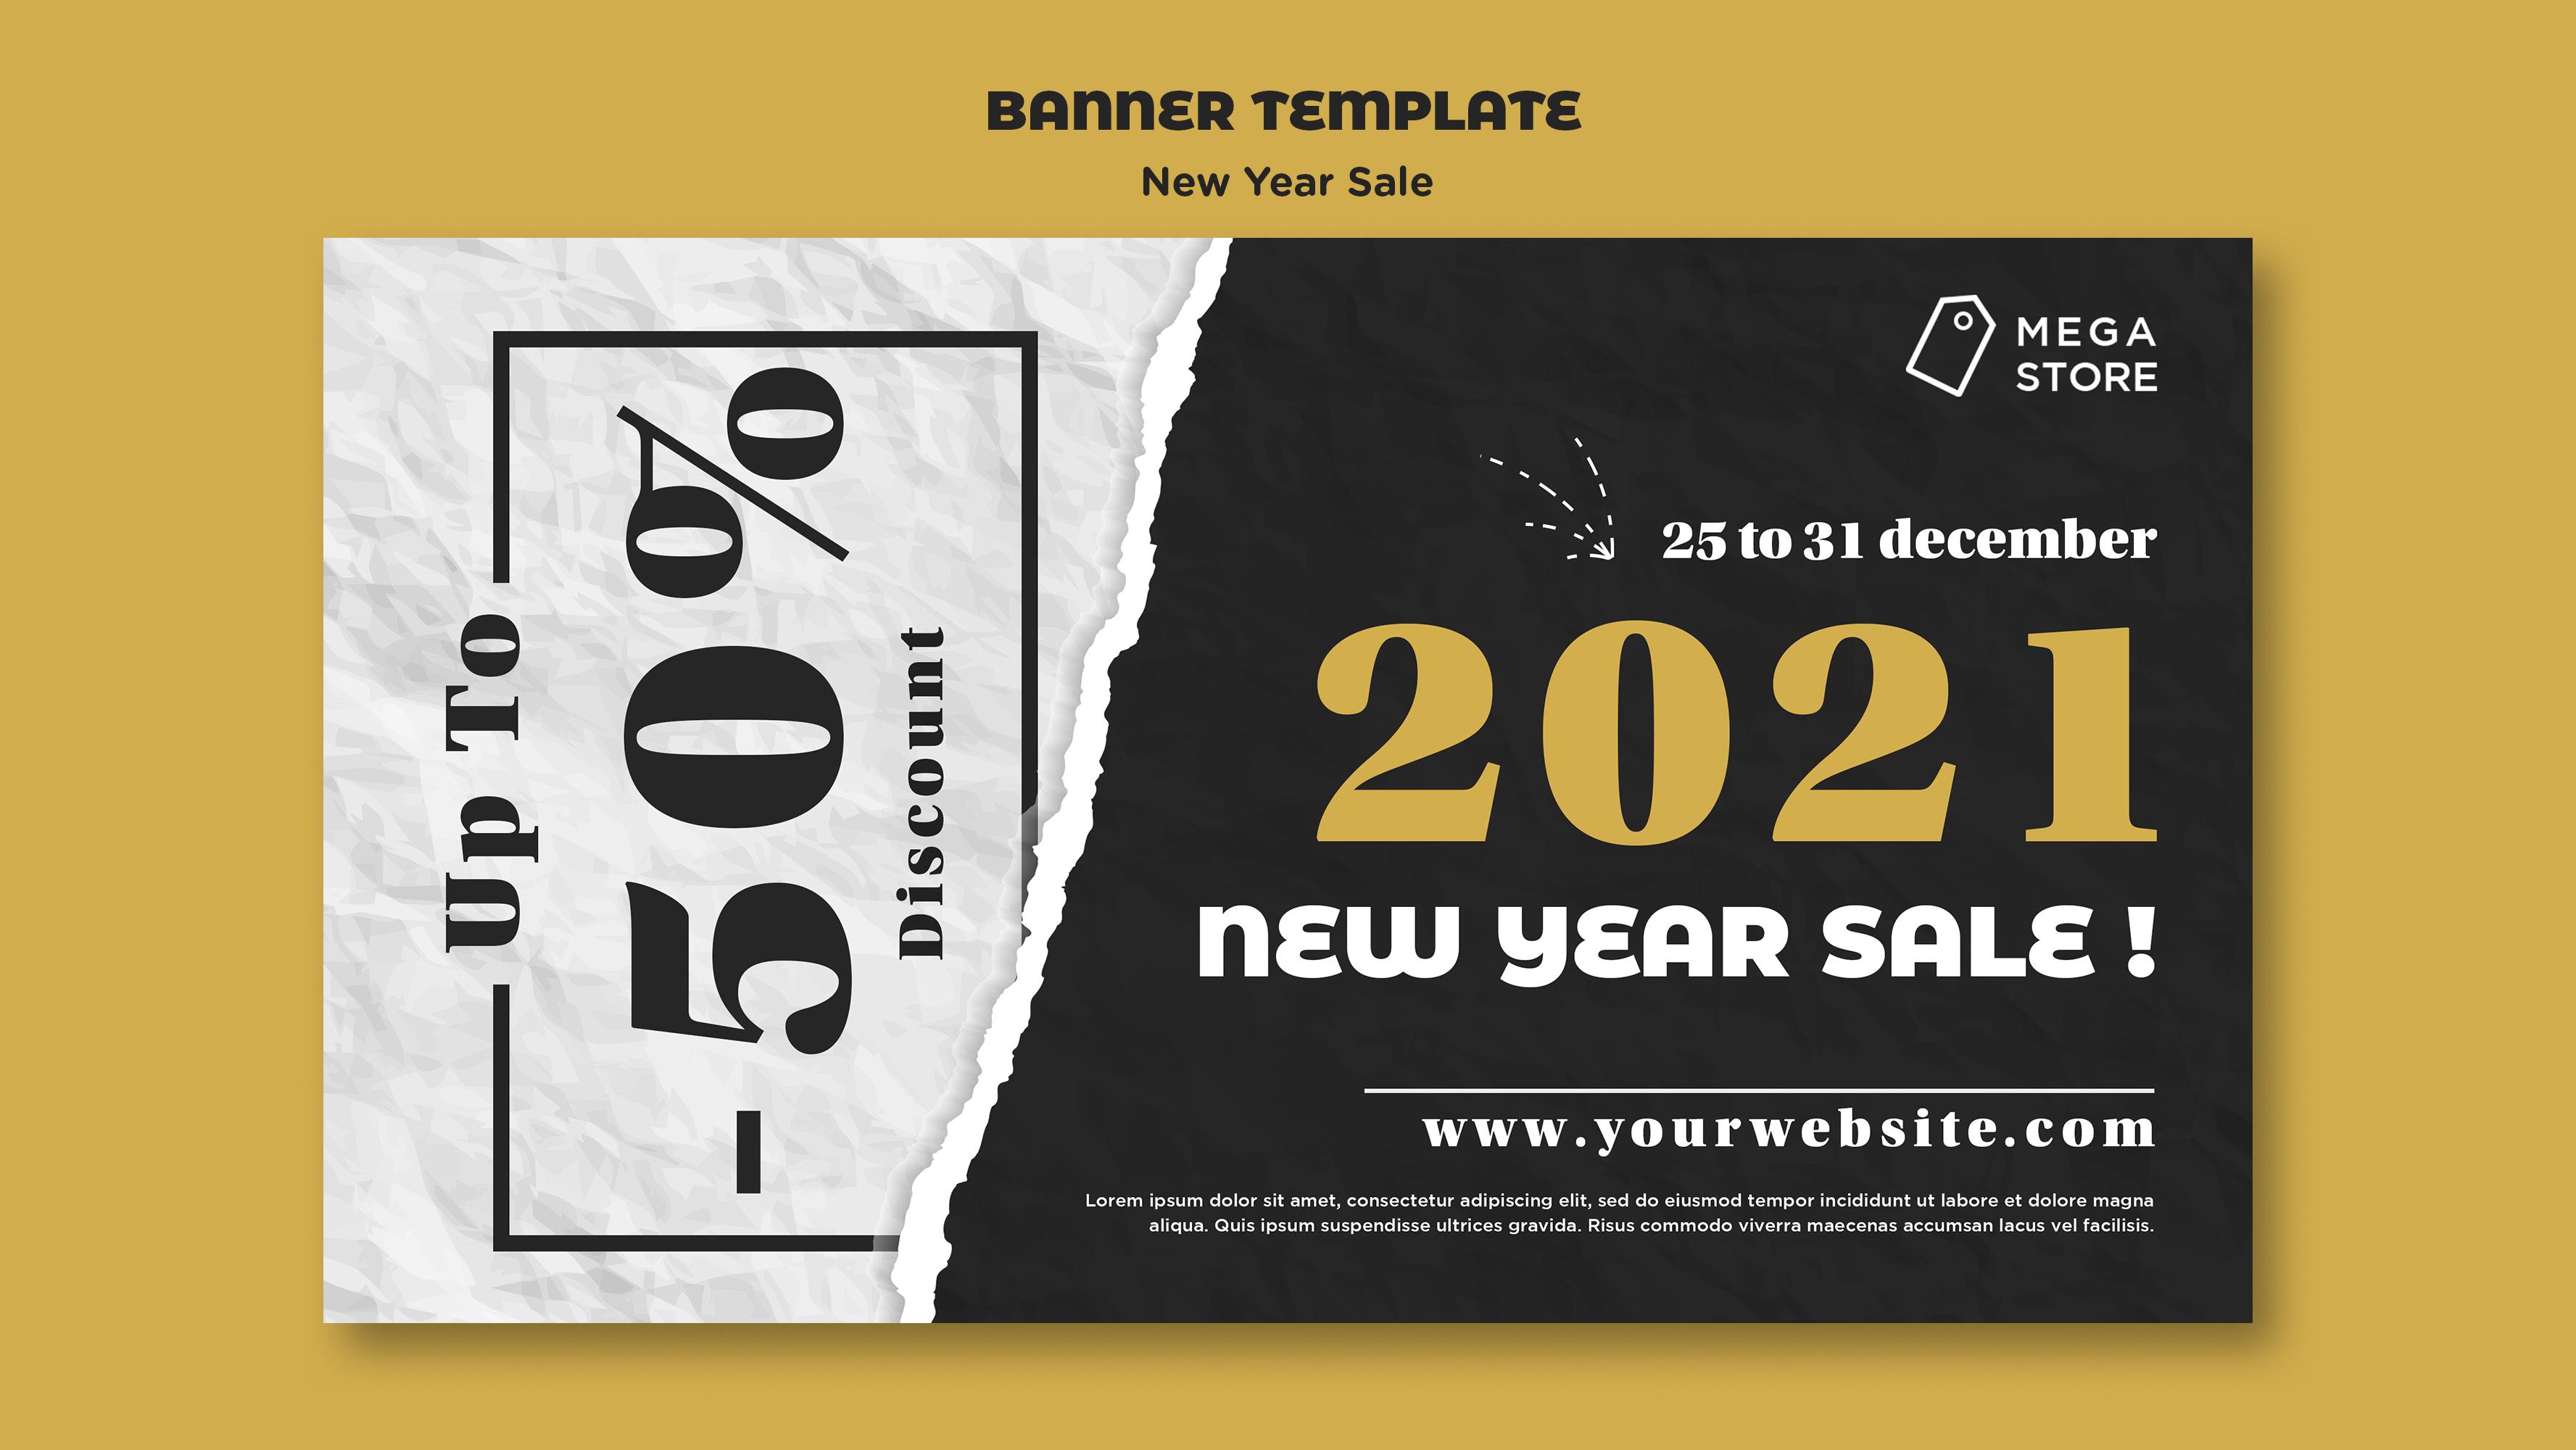 BANNER TEMPLATE
New Year Sale
Up To
-50%
Discount
MEGA
STORE
25 to 31 december
2021
NEW YEAR SALE !
www.yourwebsite.com
Lorem ipsum dolor sit amet, consectetur adipiscing elit, sed do eiusmod tempor incididunt ut labore et dolore magna
aliqua. Quis ipsum suspendisse ultrices gravida. Risus commodo viverra maecenas accumsan lacus vel facilisis.